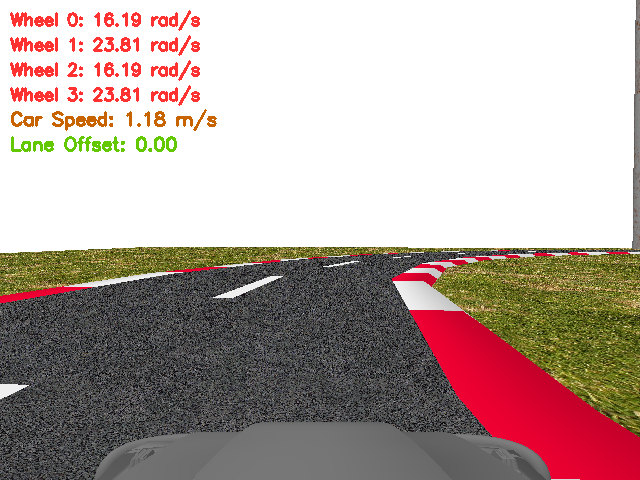 Wheel 0: 16.19 rad/s
Wheel 1: 23.81 rad/s
Wheel 2: 16.19 rad/s
Wheel 3: 23.81 rad/s
Car Speed: 1.18 m/s
Lane Offset: 0.00